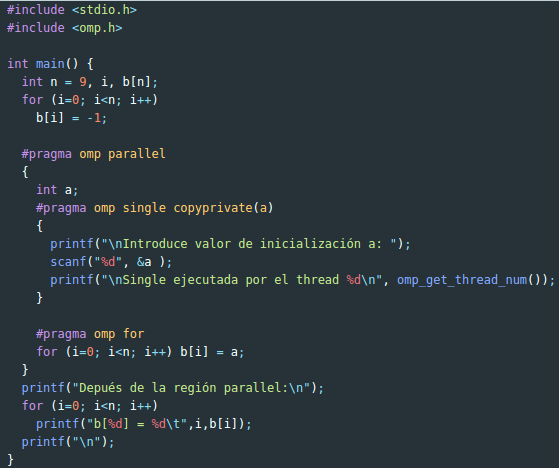 #include <stdio.h>
#include <omp.h>

int main() {
  int n = 9, i, b[n];
  for (i=0; i<n; i++)
    b[i] = -1;

  #pragma omp parallel
  {
    int a;
    #pragma omp single copyprivate(a)
    {
      printf("\nIntroduce valor de inicialización a: ");
      scanf("%d", &a );
      printf("\nSingle ejecutada por el thread %d\n", omp_get_thread_num());
    }

    #pragma omp for
    for (i=0; i<n; i++) b[i] = a;
  }
  printf("Depués de la región parallel:\n");
  for (i=0; i<n; i++)
    printf("b[%d] = %d\t",i,b[i]);
  printf("\n");
}